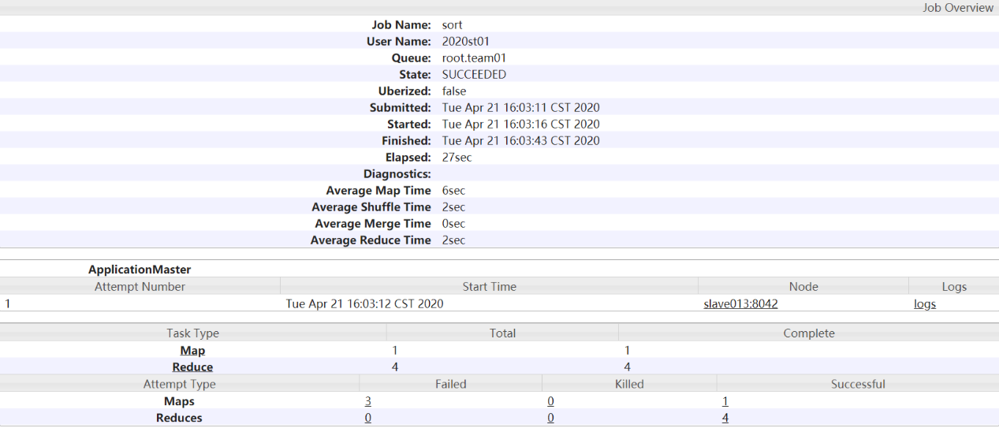 Job Overview
Job Name: sort
User Name: 2020st01
Queue: root.team01
State: SUCCEEDED
Uberized: false
Submitted: Tue Apr 21 16:03:11 CST 2020
Started: Tue Apr 21 16:03:16 CST 2020
Finished: Tue Apr 21 16:03:43 CST 2020
Elapsed: 27sec
Diagnostics:
Average Map Time 6sec
Average Shuffle Time 2sec
Average Merge Time 0sec
Average Reduce Time 2sec
ApplicationMaster
Attempt Number Start Time Node Logs
1 Tue Apr 21 16:03:12 CST 2020 slave013:8042 logs
Task Type Total Complete
Map 1 1
Reduce 4 4
Attempt Type Failed Killed Successful
Maps 3 0 1
Reduces 0 0 4